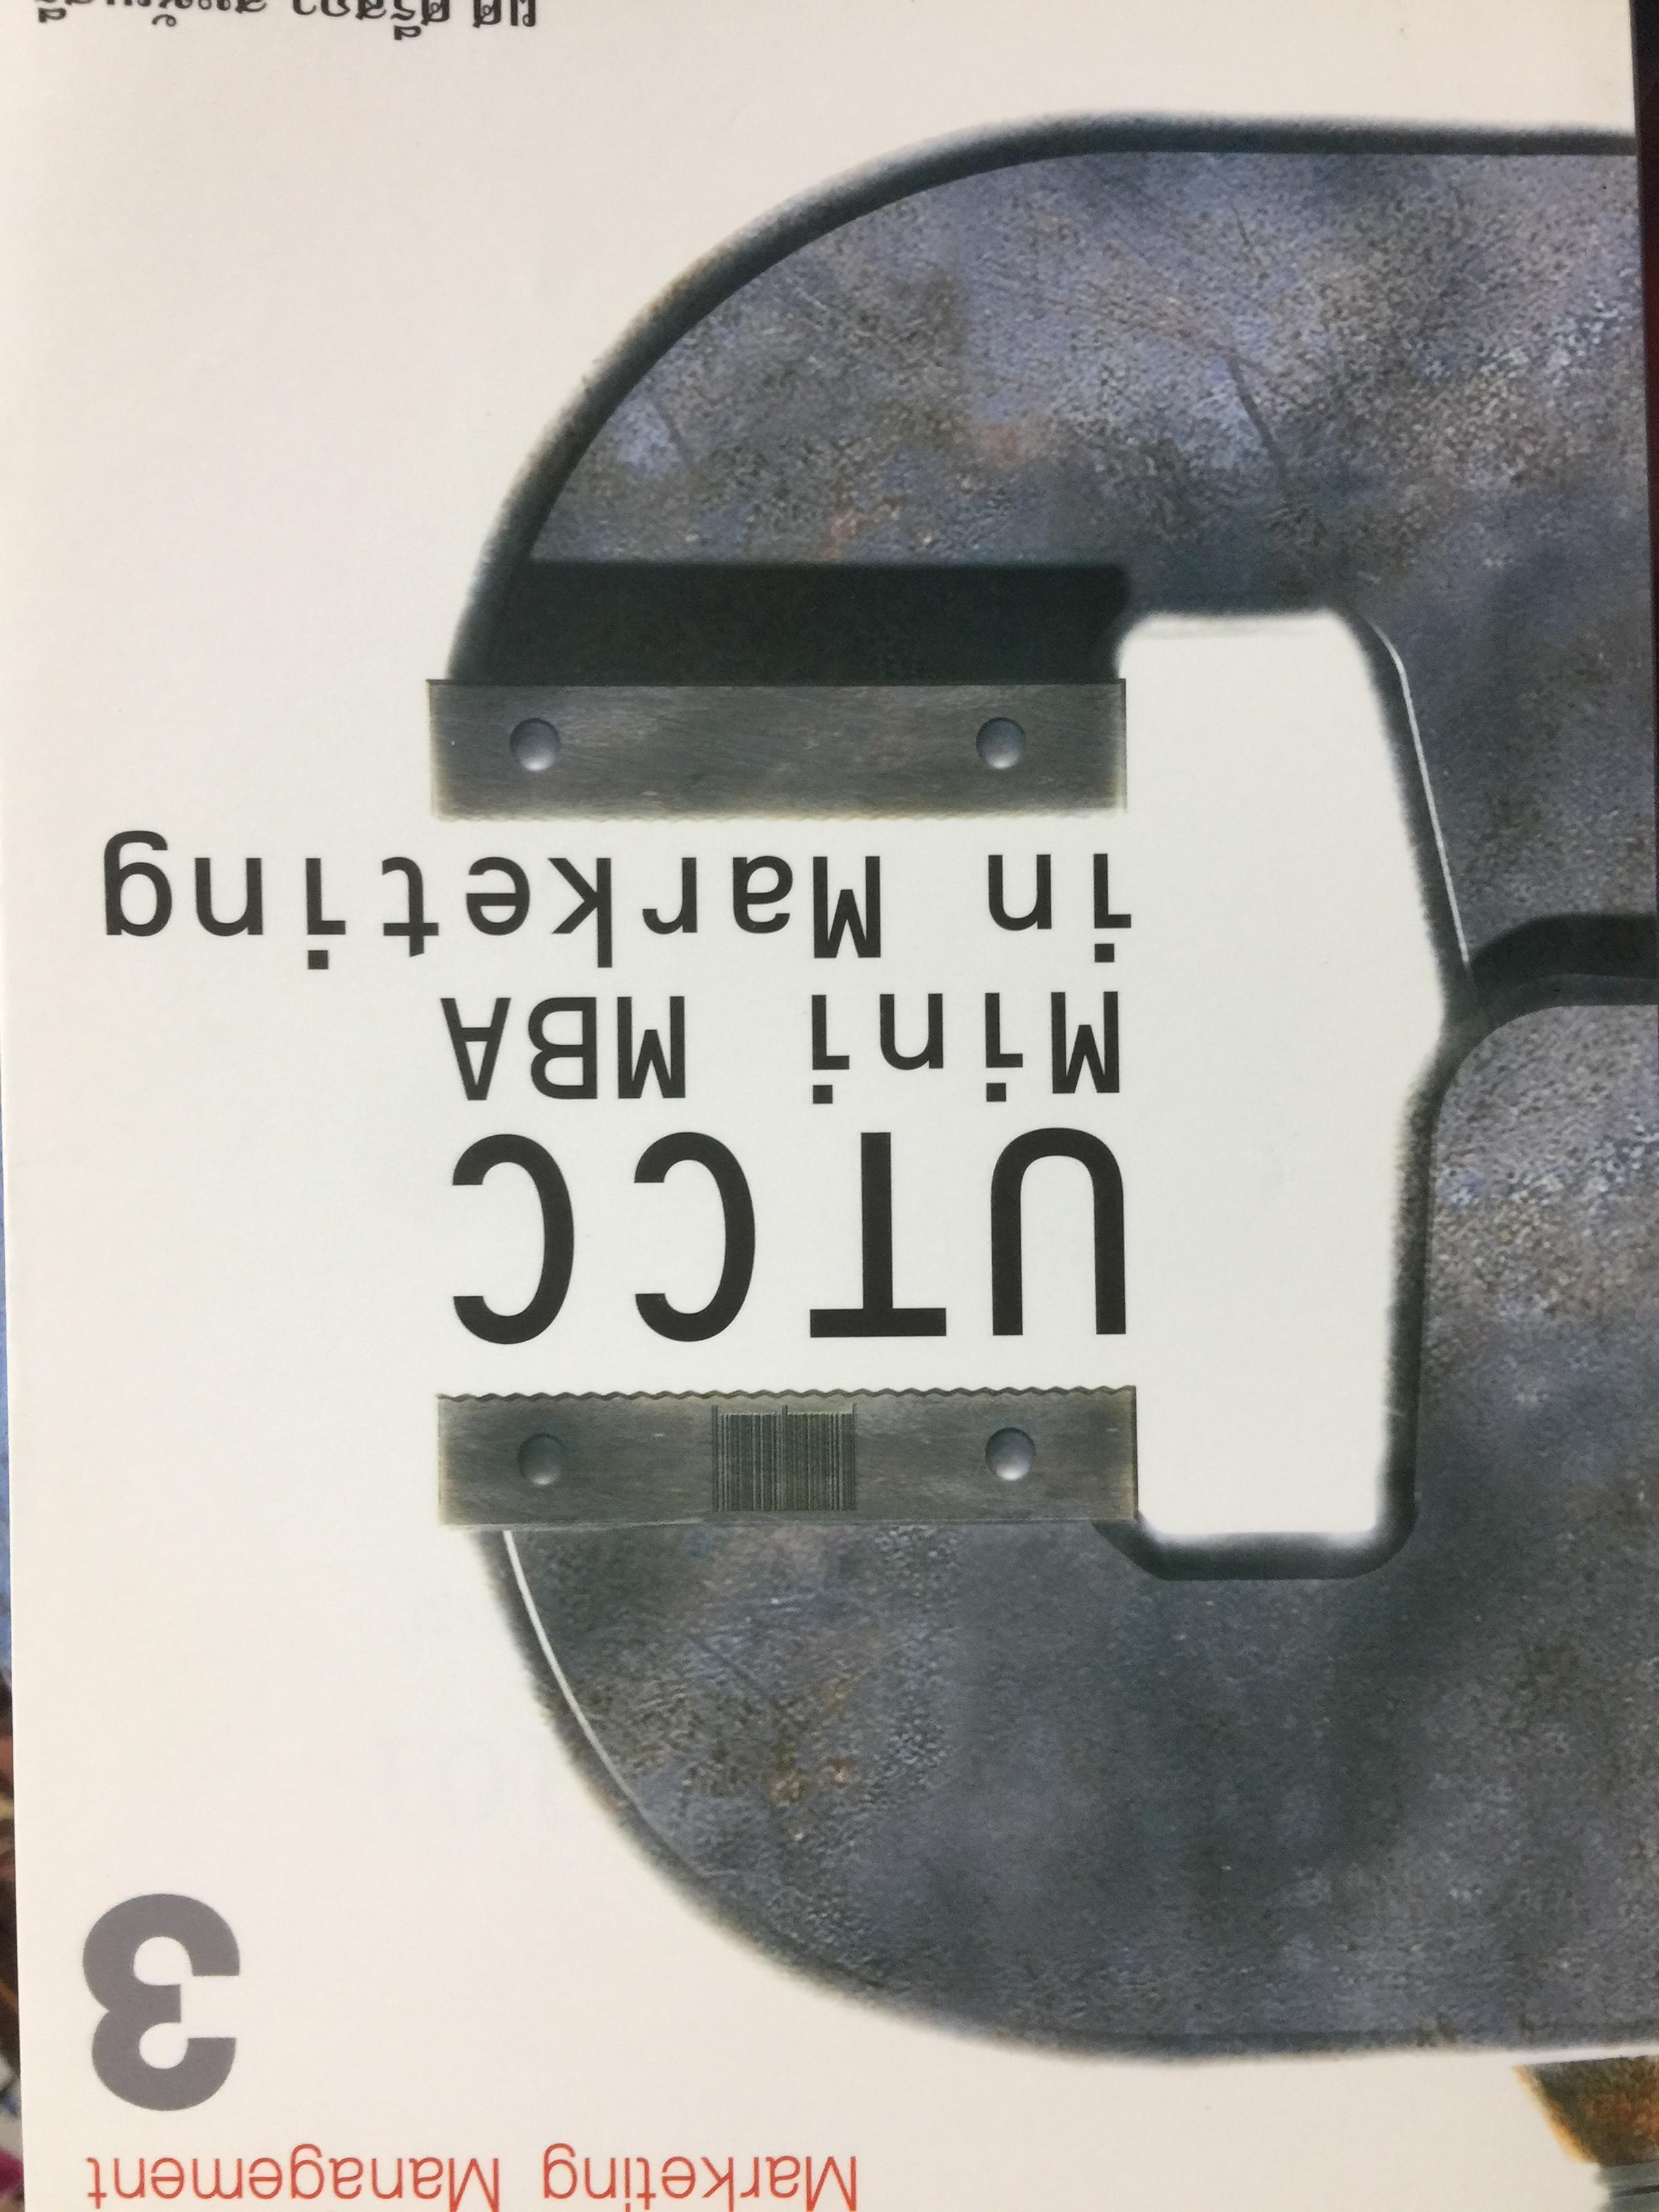 Marketing Management
3
UTCC
Mini MBA
in Marketing